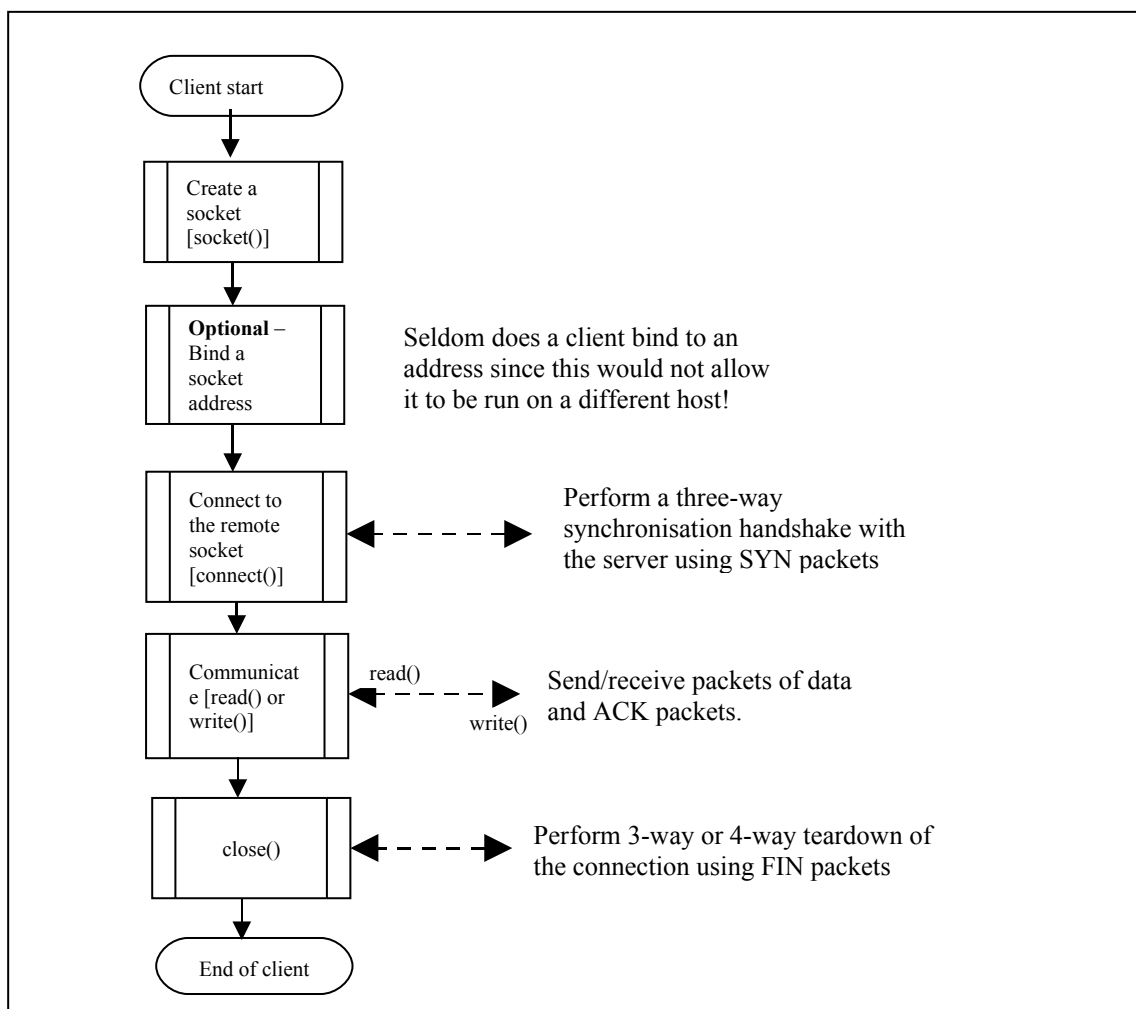 Client start
Create a
socket
[socket()]
Optional –
Bind a
socket
address
Seldom does a client bind to an
address since this would not allow
it to be run on a different host!
Connect to
the remote
socket
[connect()]
Perform a three-way
synchronisation handshake with
the server using SYN packets
Communicat
e [read() or
write()]
read()
write()
Send/receive packets of data
and ACK packets.
close()
Perform 3-way or 4-way teardown of
the connection using FIN packets
End of client